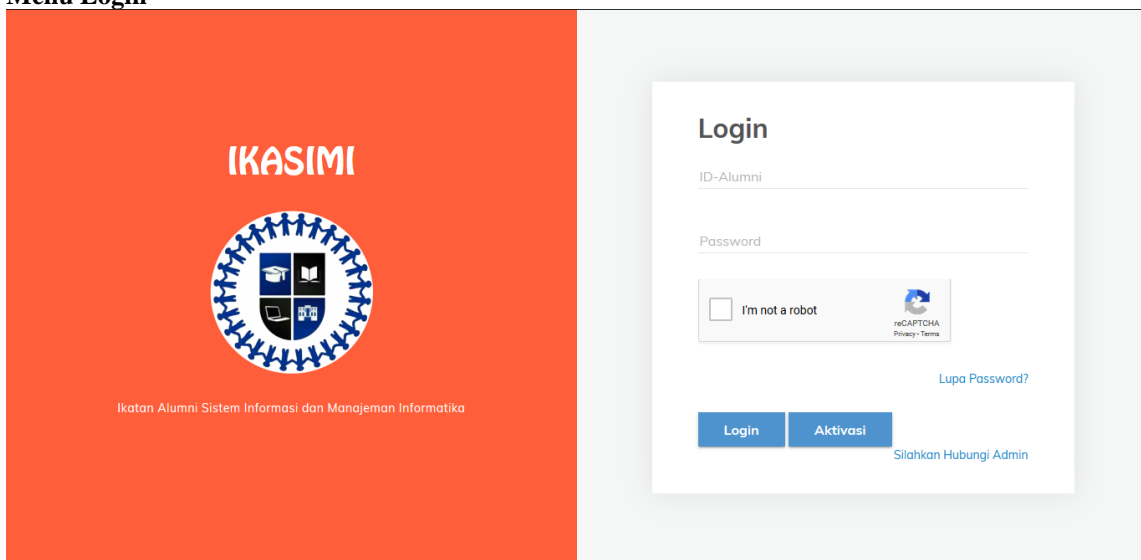 Menu Login
IKASIMI
Ikatan Alumni Sistem Informasi dan Manajeman Informatika
Login
ID-Alumni
Password
I'm not a robot
reCAPTCHA
Privacy - Terms
Lupa Password?
Login
Aktivasi
Silahkan Hubungi Admin